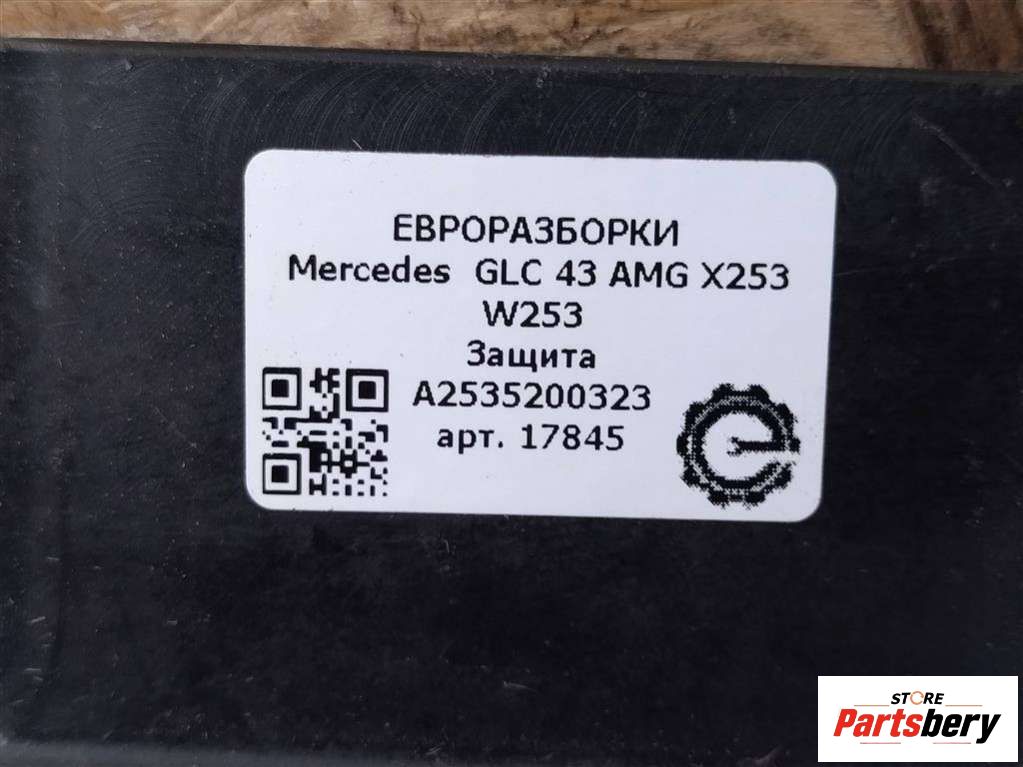 ЕВРОРАЗБОРКИ
Mercedes GLC 43 AMG X253
W253
Защита
A2535200323
арт. 17845
STORE
Partsbery